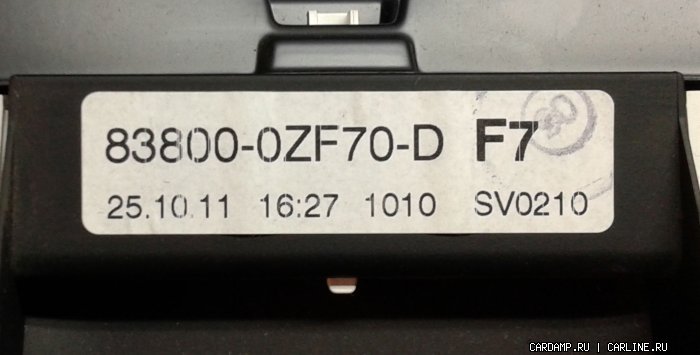 83800-0ZF70-D F7
25.10.11 16:27 1010 SV0210
CARDAMP.RU | CARLINE.RU